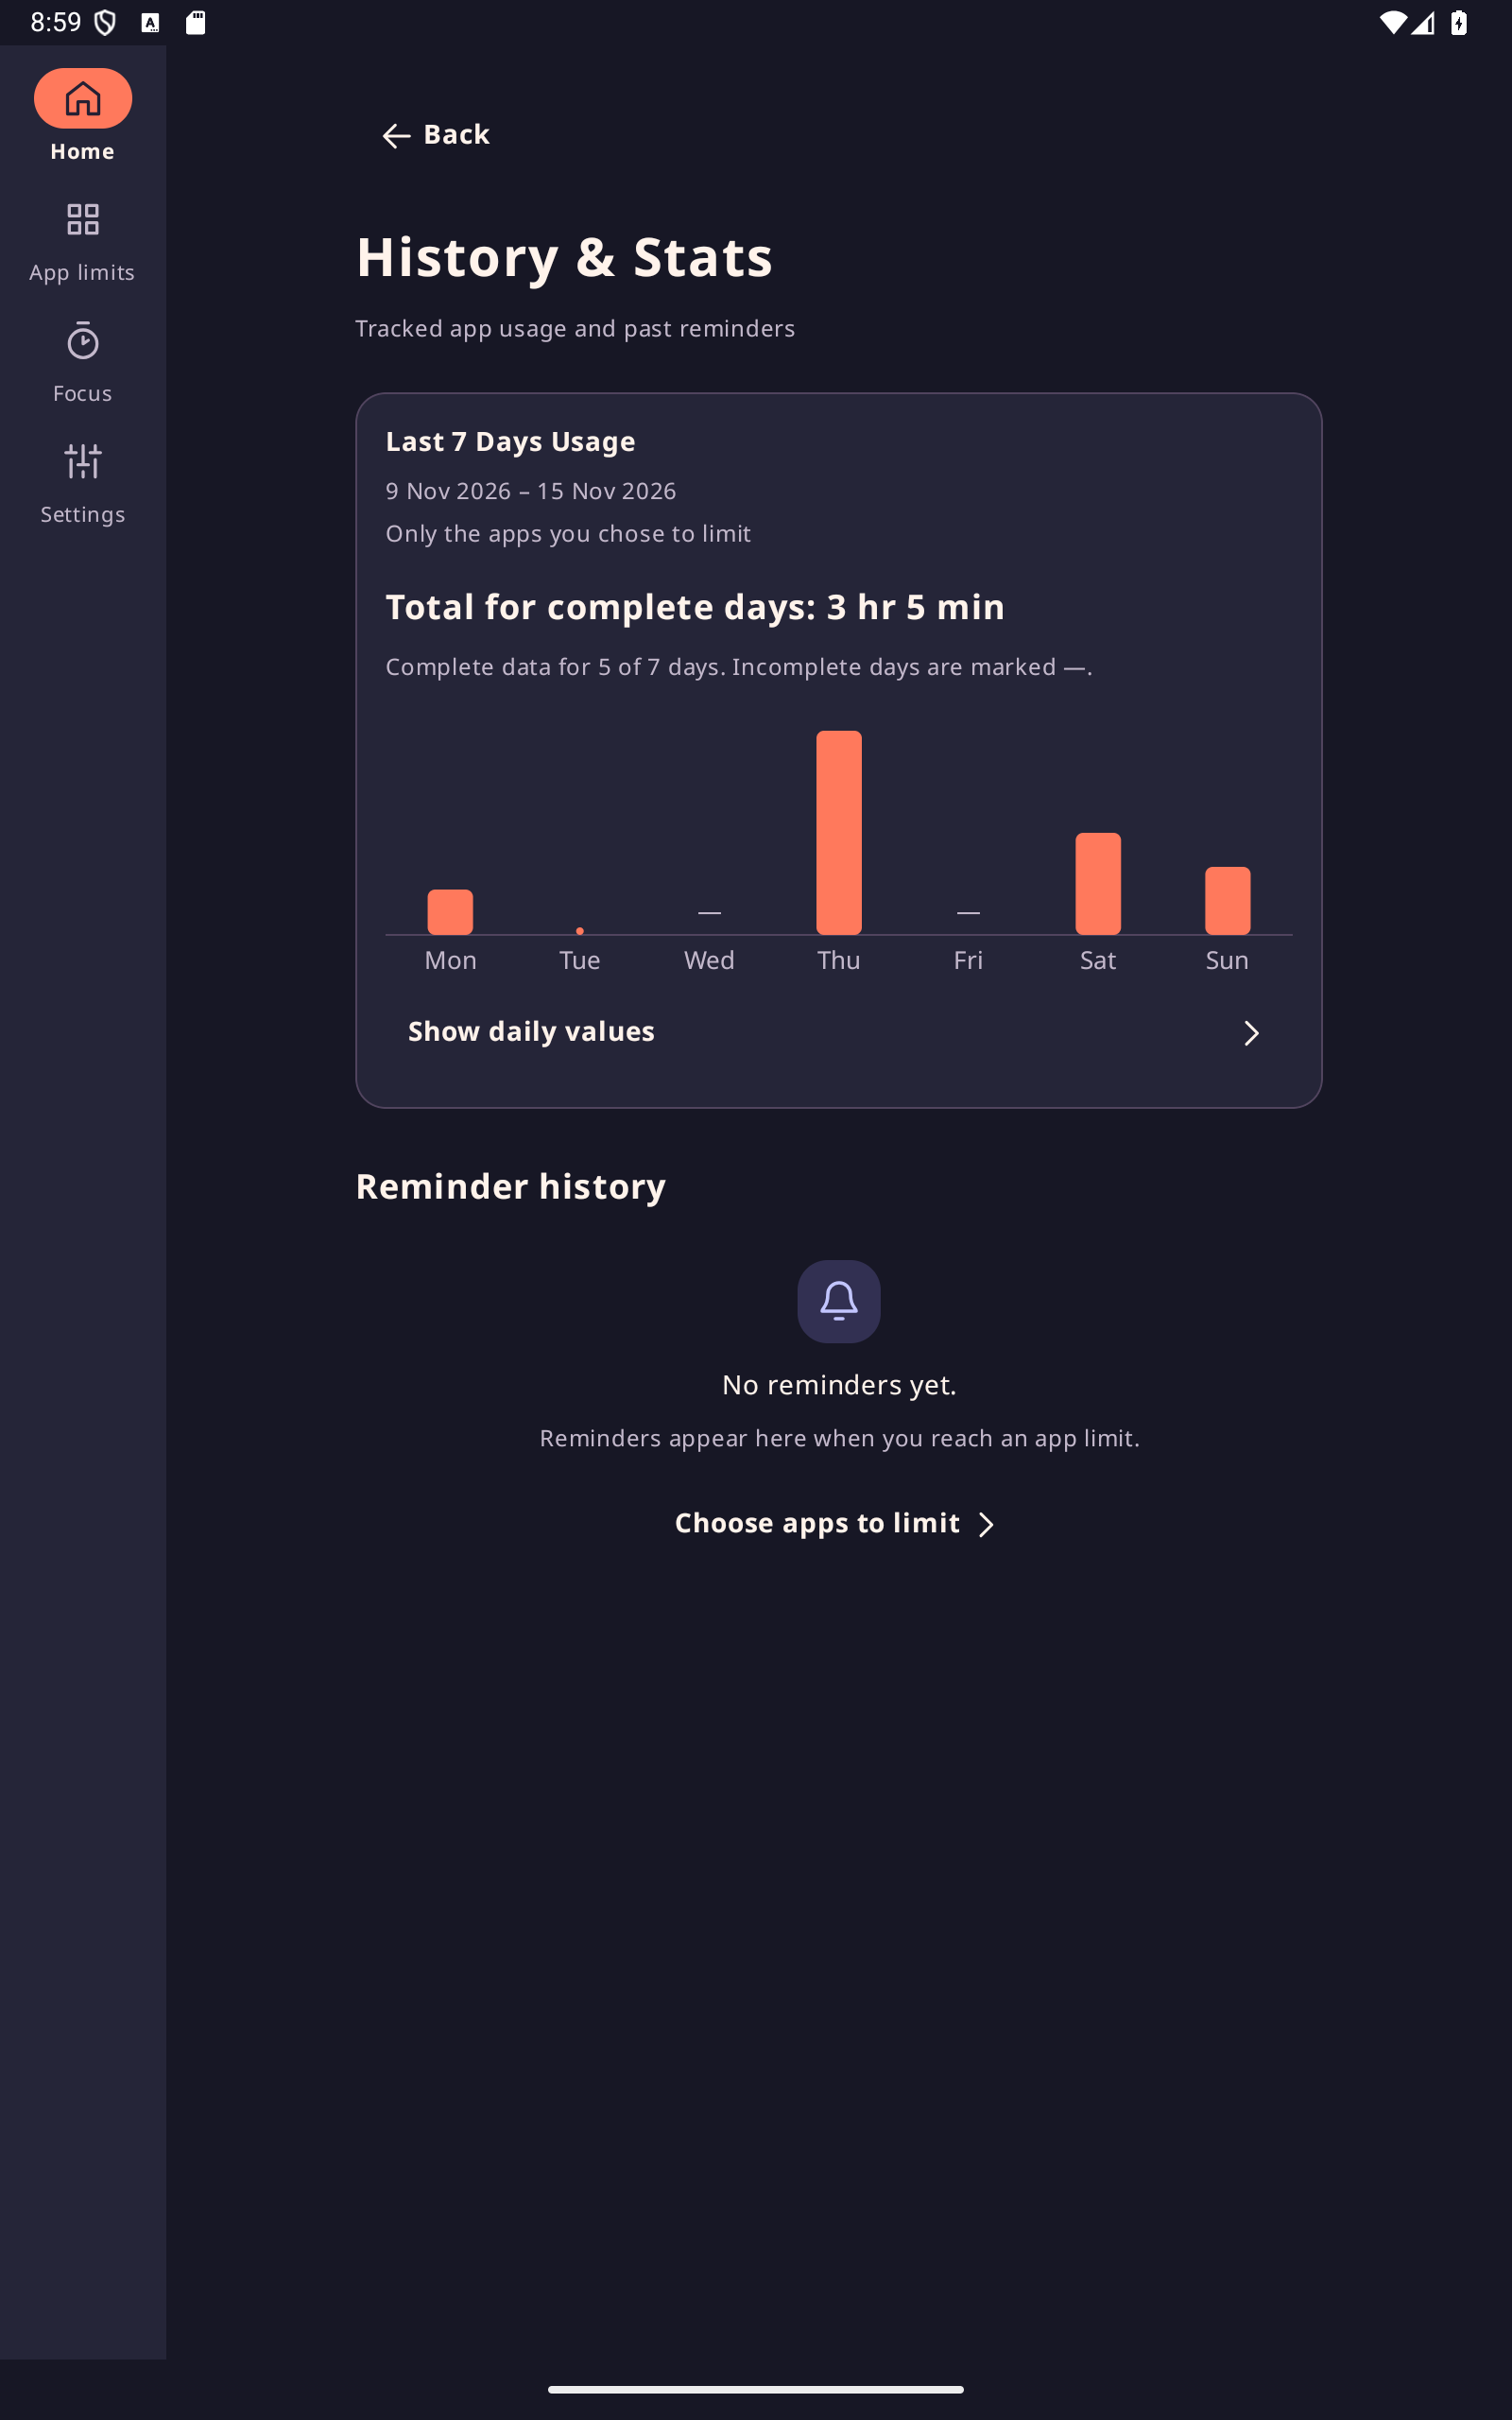 8:59
Home
App limits
Focus
Settings
Back
History & Stats
Tracked app usage and past reminders
Last 7 Days Usage
9 Nov 2026 – 15 Nov 2026
Only the apps you chose to limit
Total for complete days: 3 hr 5 min
Complete data for 5 of 7 days. Incomplete days are marked —.
— —
Mon Tue Wed Thu Fri Sat Sun
Show daily values
Reminder history
No reminders yet.
Reminders appear here when you reach an app limit.
Choose apps to limit